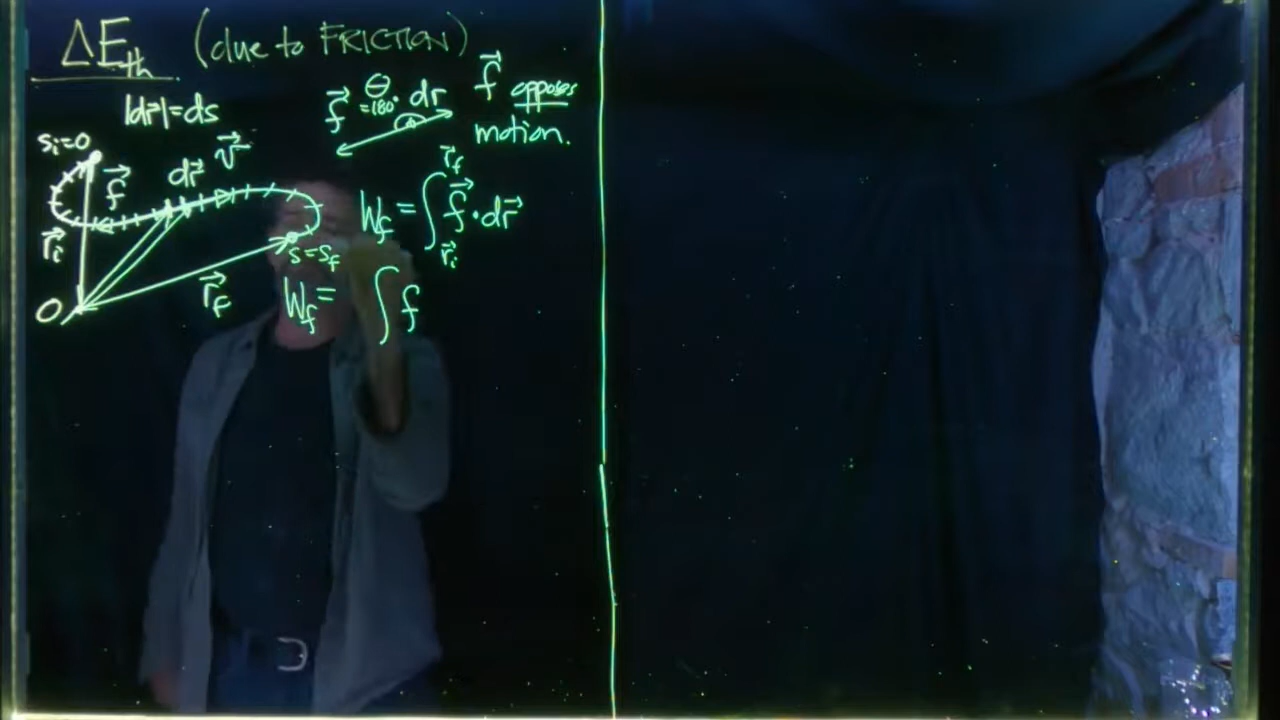 ΔE_th (due to FRICTION)
|dr⃗|=ds
f⃗ θ =180° dr
f⃗ opposes
motion.
s_i=0
f⃗ dr⃗ v⃗
r⃗_i
s=s_f
O r⃗_f
W_f = ∫_{r⃗_i}^{r⃗_f} f⃗·dr⃗
W_f = ∫ f